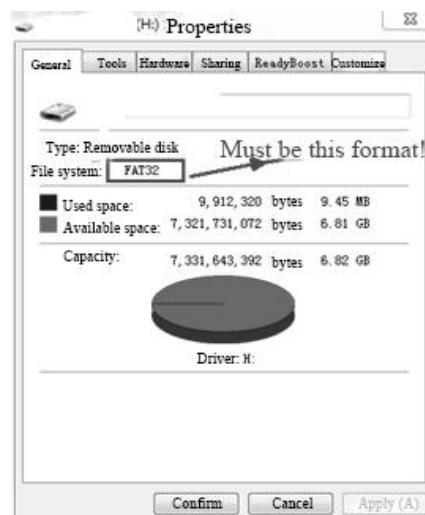 (H:) Properties
General Tools Hardware Sharing ReadyBoost Customize
Type: Removable disk
Must be this format!
File system: FAT32
Used space: 9,912,320 bytes 9.45 MB
Available space: 7,321,731,072 bytes 6.81 GB
Capacity: 7,331,643,392 bytes 6.82 GB
Driver: H:
Confirm Cancel Apply (A)